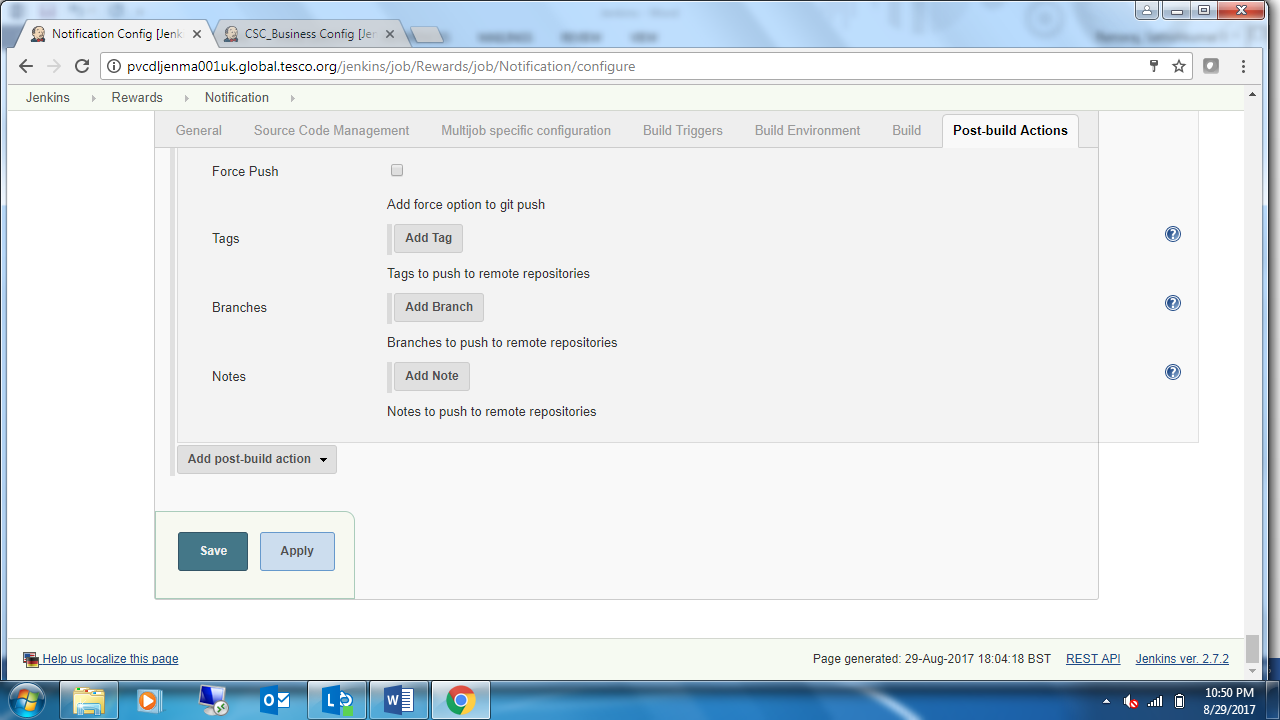 Notification Config [Jenk
CSC_Business Config [Jen
pvcdljenma001uk.global.tesco.org/jenkins/job/Rewards/job/Notification/configure
Jenkins Rewards Notification
General Source Code Management Multijob specific configuration Build Triggers Build Environment Build Post-build Actions
Force Push
Add force option to git push
Tags Add Tag
Tags to push to remote repositories
Branches Add Branch
Branches to push to remote repositories
Notes Add Note
Notes to push to remote repositories
Add post-build action
Save Apply
Help us localize this page Page generated: 29-Aug-2017 18:04:18 BST REST API Jenkins ver. 2.7.2
10:50 PM
8/29/2017